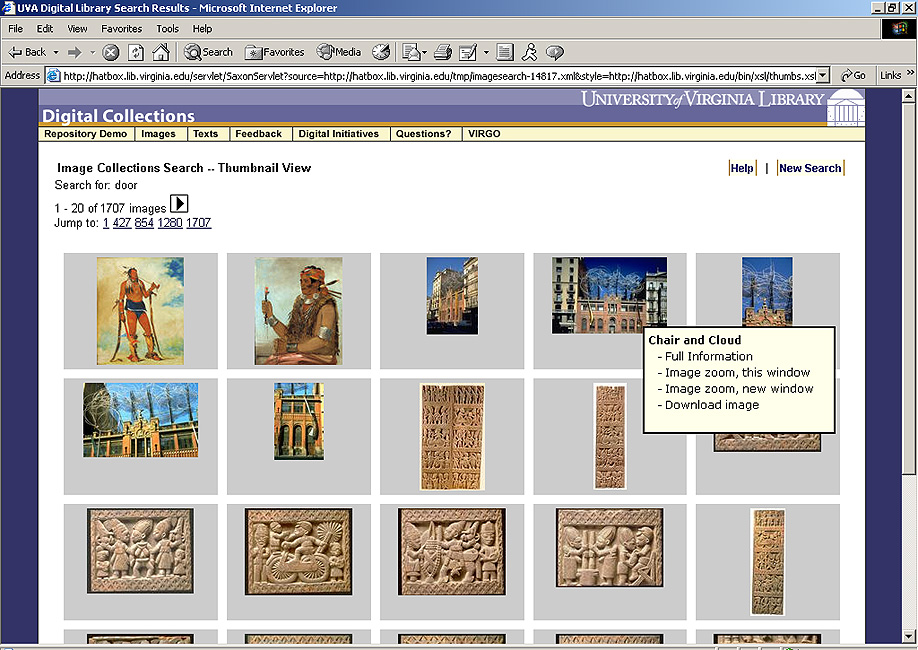 UVA Digital Library Search Results - Microsoft Internet Explorer
File Edit View Favorites Tools Help
Back Search Favorites Media
Address http://hatbox.lib.virginia.edu/servlet/SaxonServlet?source=http://hatbox.lib.virginia.edu/tmp/imagesearch-14817.xml&style=http://hatbox.lib.virginia.edu/bin/xsl/thumbs.xsl Go Links »
UNIVERSITY of VIRGINIA LIBRARY
Digital Collections
Repository Demo Images Texts Feedback Digital Initiatives Questions? VIRGO
Image Collections Search -- Thumbnail View
Help | New Search
Search for: door
1 - 20 of 1707 images
Jump to: 1 427 854 1280 1707
Chair and Cloud
- Full Information
- Image zoom, this window
- Image zoom, new window
- Download image